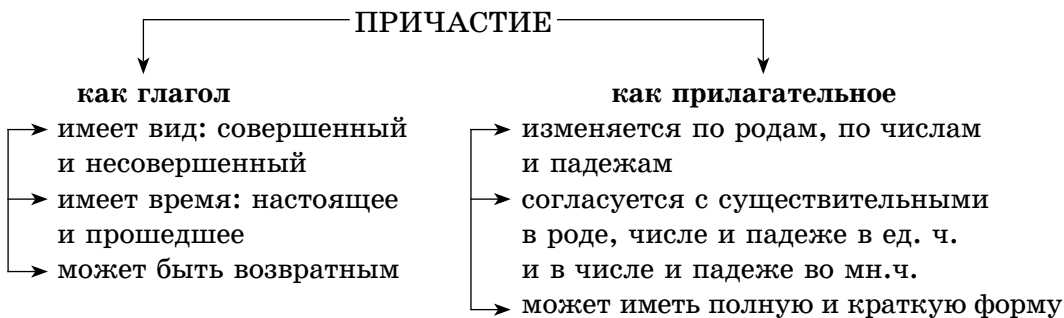 ПРИЧАСТИЕ
как глагол
имеет вид: совершенный
и несовершенный
имеет время: настоящее
и прошедшее
может быть возвратным
как прилагательное
изменяется по родам, по числам
и падежам
согласуется с существительными
в роде, числе и падеже в ед. ч.
и в числе и падеже во мн.ч.
может иметь полную и краткую форму